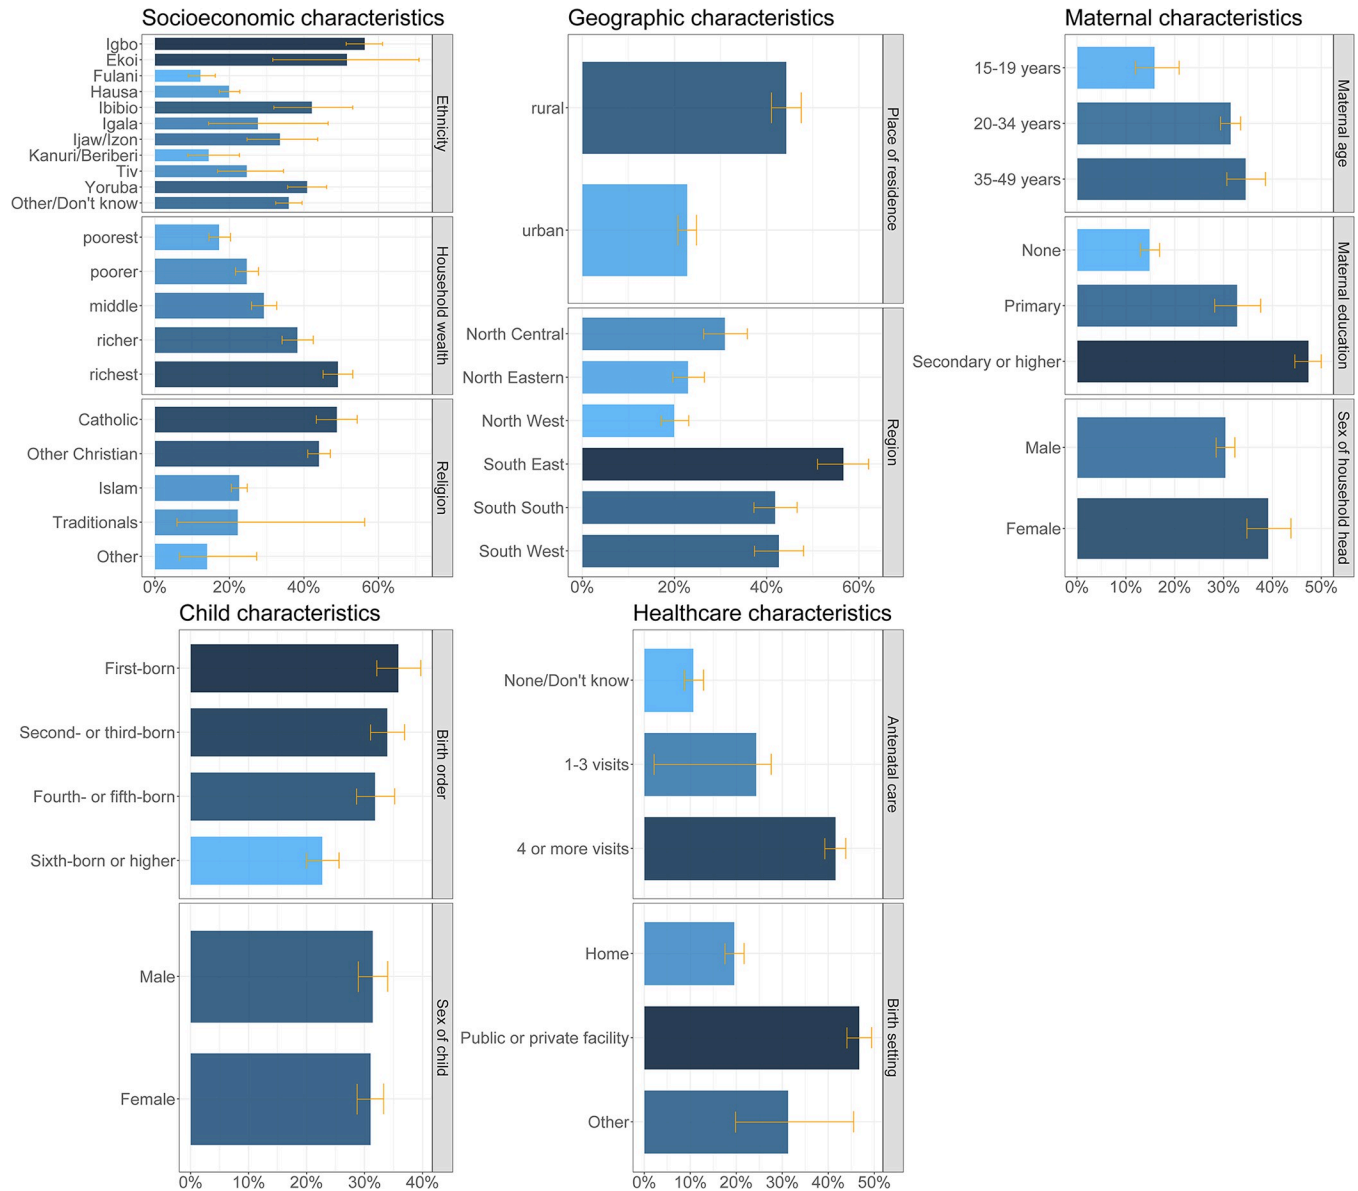 Socioeconomic characteristics
Igbo
Ekoi
Fulani
Hausa
Ibibio
Igala
Ijaw/Izon
Kanuri/Beriberi
Tiv
Yoruba
Other/Don't know
Ethnicity
poorest
poorer
middle
richer
richest
Household wealth
Catholic
Other Christian
Islam
Traditionals
Other
Religion
0% 20% 40% 60%
Geographic characteristics
rural
urban
Place of residence
North Central
North Eastern
North West
South East
South South
South West
Region
0% 20% 40% 60%
Maternal characteristics
15-19 years
20-34 years
35-49 years
Maternal age
None
Primary
Secondary or higher
Maternal education
Male
Female
Sex of household head
0% 10% 20% 30% 40% 50%
Child characteristics
First-born
Second- or third-born
Fourth- or fifth-born
Sixth-born or higher
Birth order
Male
Female
Sex of child
0% 10% 20% 30% 40%
Healthcare characteristics
None/Don't know
1-3 visits
4 or more visits
Antenatal care
Home
Public or private facility
Other
Birth setting
0% 10% 20% 30% 40% 50%